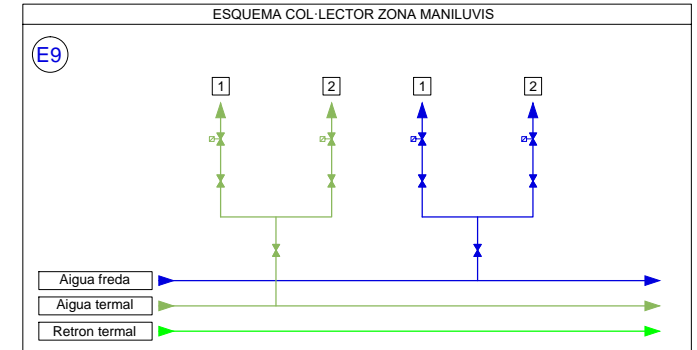 ESQUEMA COL·LECTOR ZONA MANILUVIS
E9
1 2 1 2
Aigua freda
Aigua termal
Retron termal